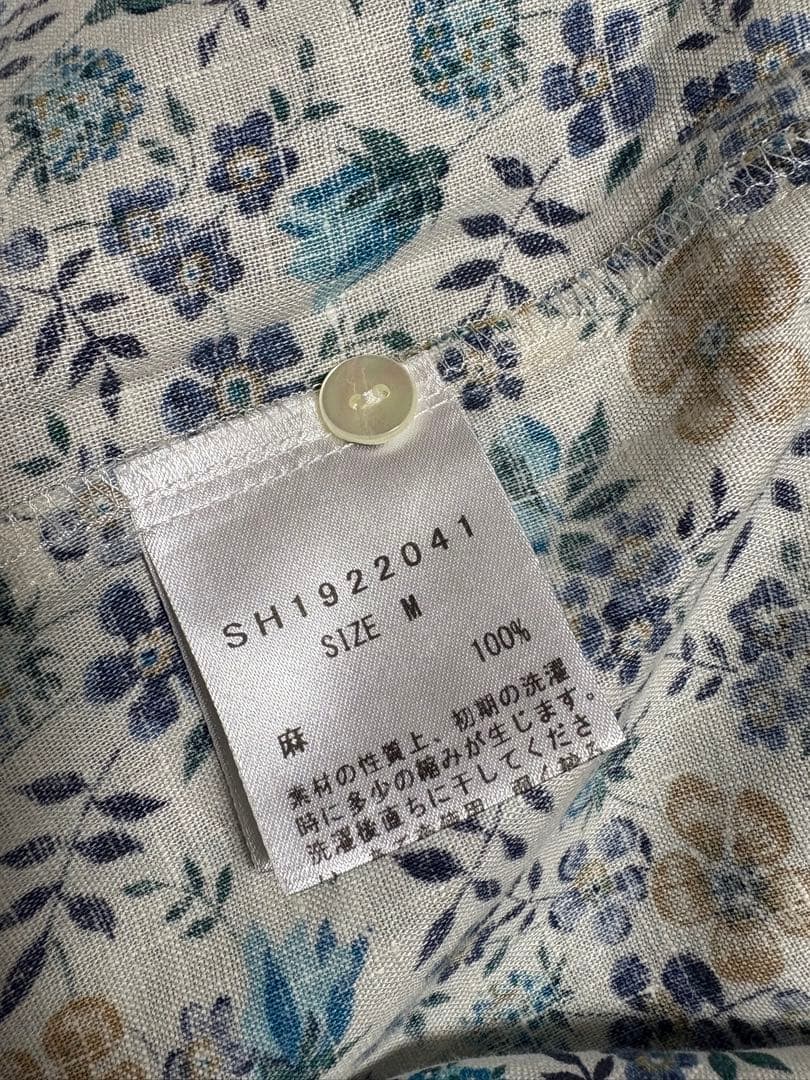 SH1922041
SIZE M
麻 100%
素材の性質上、初期の洗濯
時に多少の縮みが生じます。
洗濯後直ちに干してくださ